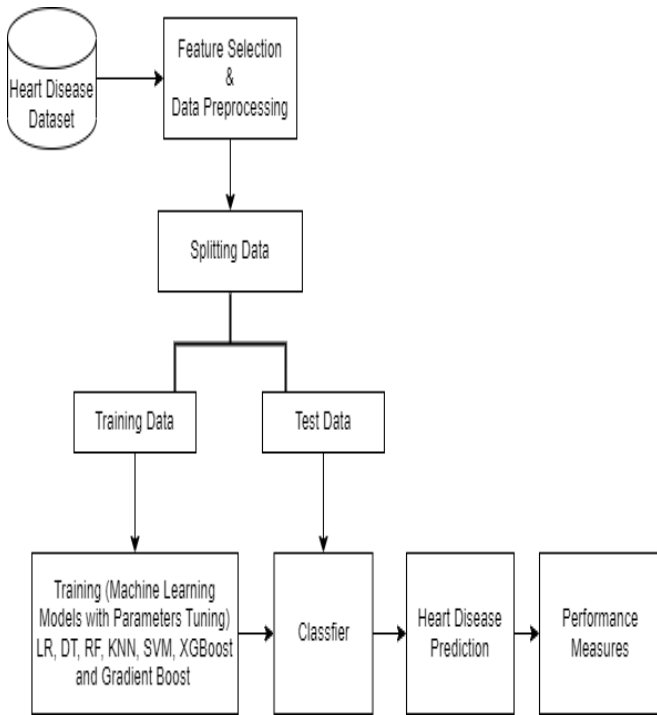 Heart Disease
Dataset
Feature Selection
&
Data Preprocessing
Splitting Data
Training Data
Test Data
Training (Machine Learning
Models with Parameters Tuning)
LR, DT, RF, KNN, SVM, XGBoost
and Gradient Boost
Classfier
Heart Disease
Prediction
Performance
Measures